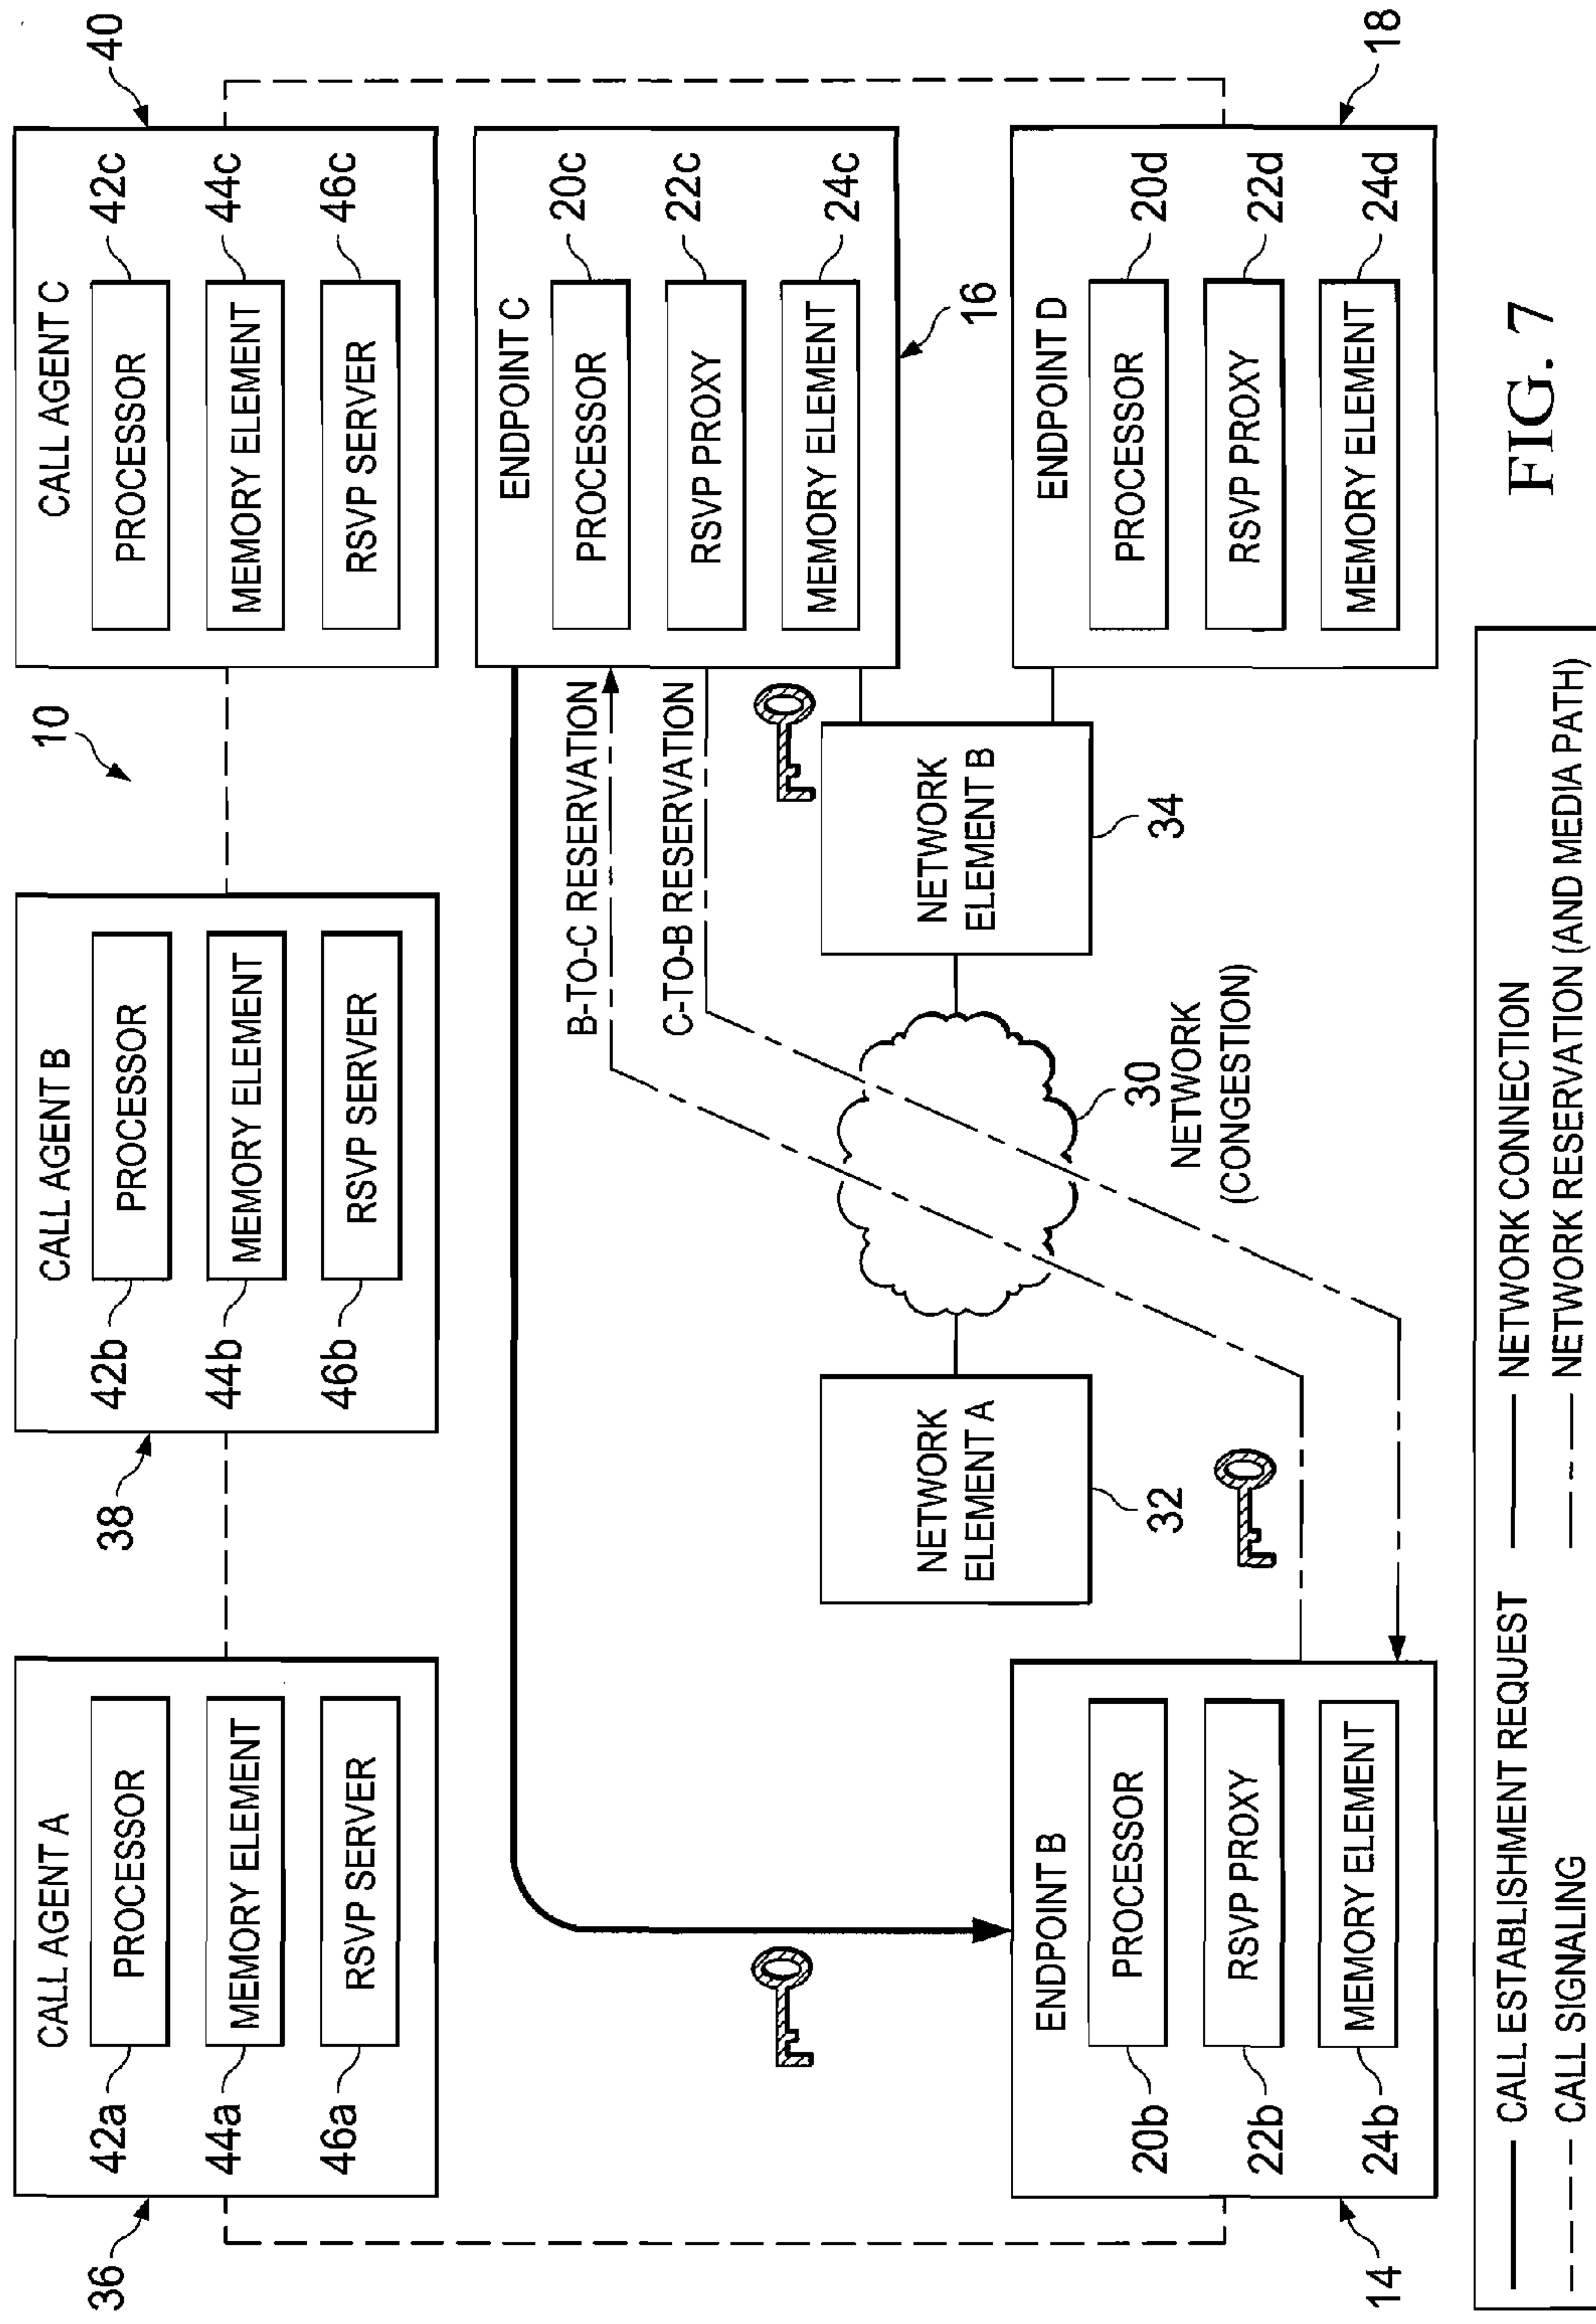 10
CALL AGENT A
PROCESSOR
MEMORY ELEMENT
RSVP SERVER
42a
44a
46a
36
CALL AGENT B
PROCESSOR
MEMORY ELEMENT
RSVP SERVER
42b
44b
46b
38
CALL AGENT C
PROCESSOR
MEMORY ELEMENT
RSVP SERVER
42c
44c
46c
40
ENDPOINT C
PROCESSOR
RSVP PROXY
MEMORY ELEMENT
20c
22c
24c
16
B-TO-C RESERVATION
C-TO-B RESERVATION
NETWORK
ELEMENT A
32
30
NETWORK
(CONGESTION)
NETWORK
ELEMENT B
34
ENDPOINT B
PROCESSOR
RSVP PROXY
MEMORY ELEMENT
20b
22b
24b
14
ENDPOINT D
PROCESSOR
RSVP PROXY
MEMORY ELEMENT
20d
22d
24d
18
CALL ESTABLISHMENT REQUEST
NETWORK CONNECTION
CALL SIGNALING
NETWORK RESERVATION (AND MEDIA PATH)
FIG. 7